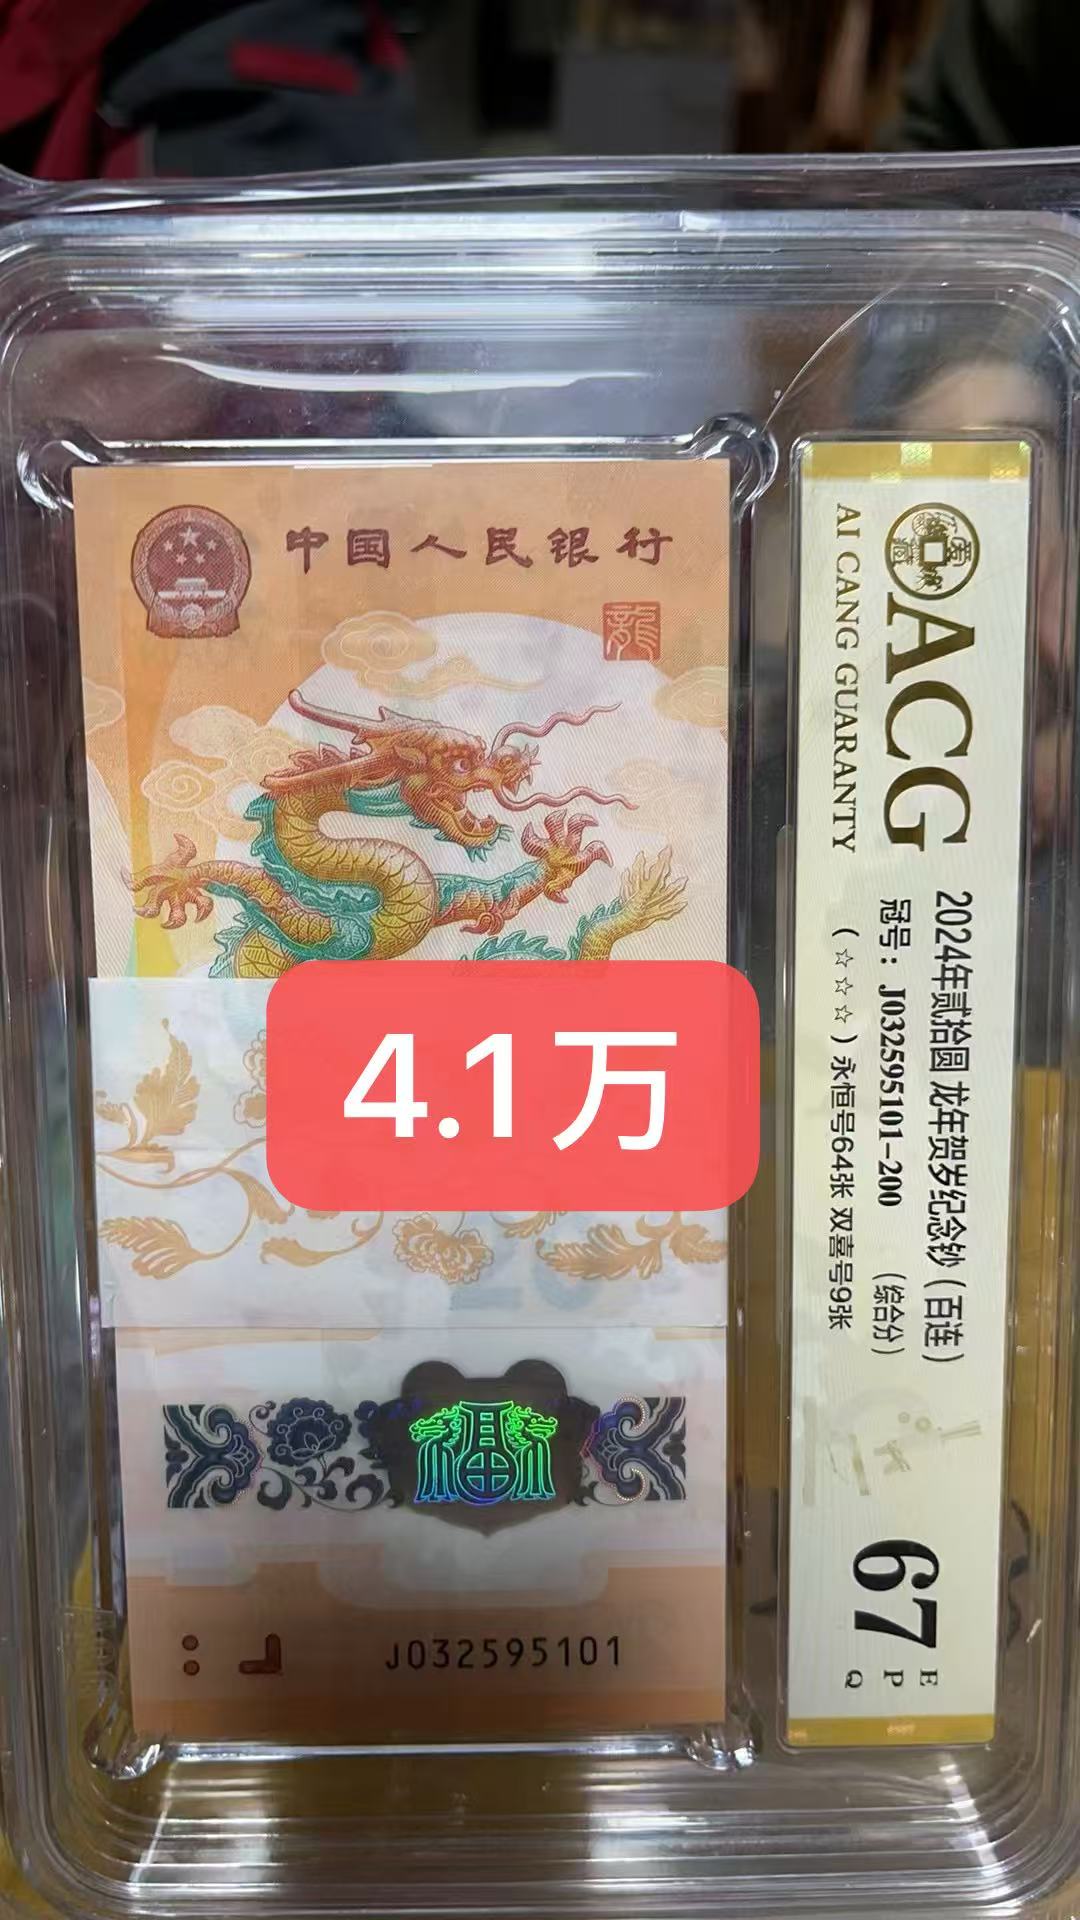 中国人民银行
龍
4.1万
福
J032595101
ACG
AI CANG GUARANTY
2024年贰拾圆 龙年贺岁纪念钞（百连）
冠号：J032595101-200 （综合分）
（☆☆☆）永恒号64张 双喜号9张
67
E
P
Q